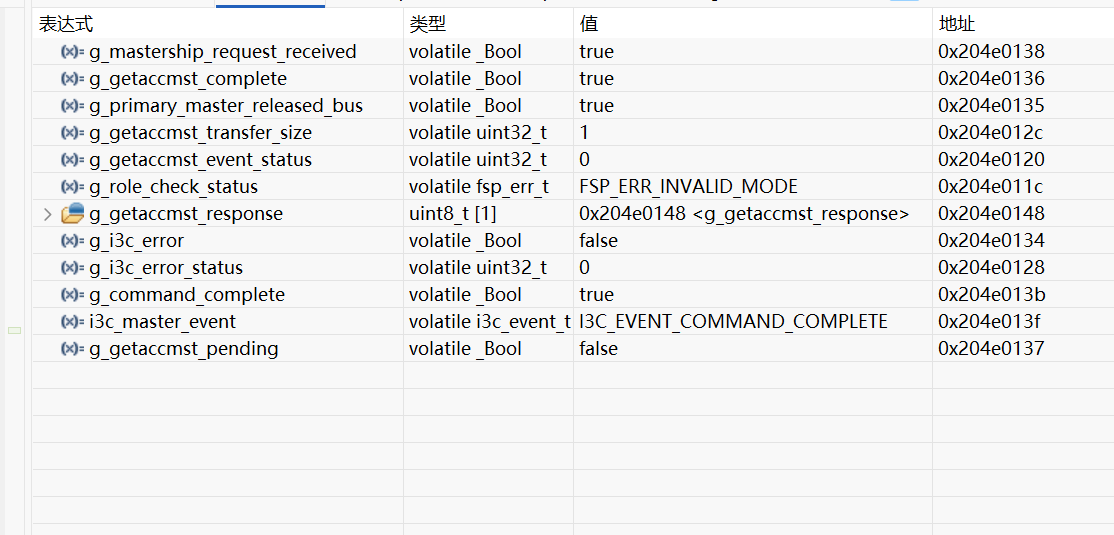 表达式 类型 值 地址
(x)= g_mastership_request_received volatile _Bool true 0x204e0138
(x)= g_getaccmst_complete volatile _Bool true 0x204e0136
(x)= g_primary_master_released_bus volatile _Bool true 0x204e0135
(x)= g_getaccmst_transfer_size volatile uint32_t 1 0x204e012c
(x)= g_getaccmst_event_status volatile uint32_t 0 0x204e0120
(x)= g_role_check_status volatile fsp_err_t FSP_ERR_INVALID_MODE 0x204e011c
g_getaccmst_response uint8_t [1] 0x204e0148 <g_getaccmst_response> 0x204e0148
(x)= g_i3c_error volatile _Bool false 0x204e0134
(x)= g_i3c_error_status volatile uint32_t 0 0x204e0128
(x)= g_command_complete volatile _Bool true 0x204e013b
(x)= i3c_master_event volatile i3c_event_t I3C_EVENT_COMMAND_COMPLETE 0x204e013f
(x)= g_getaccmst_pending volatile _Bool false 0x204e0137